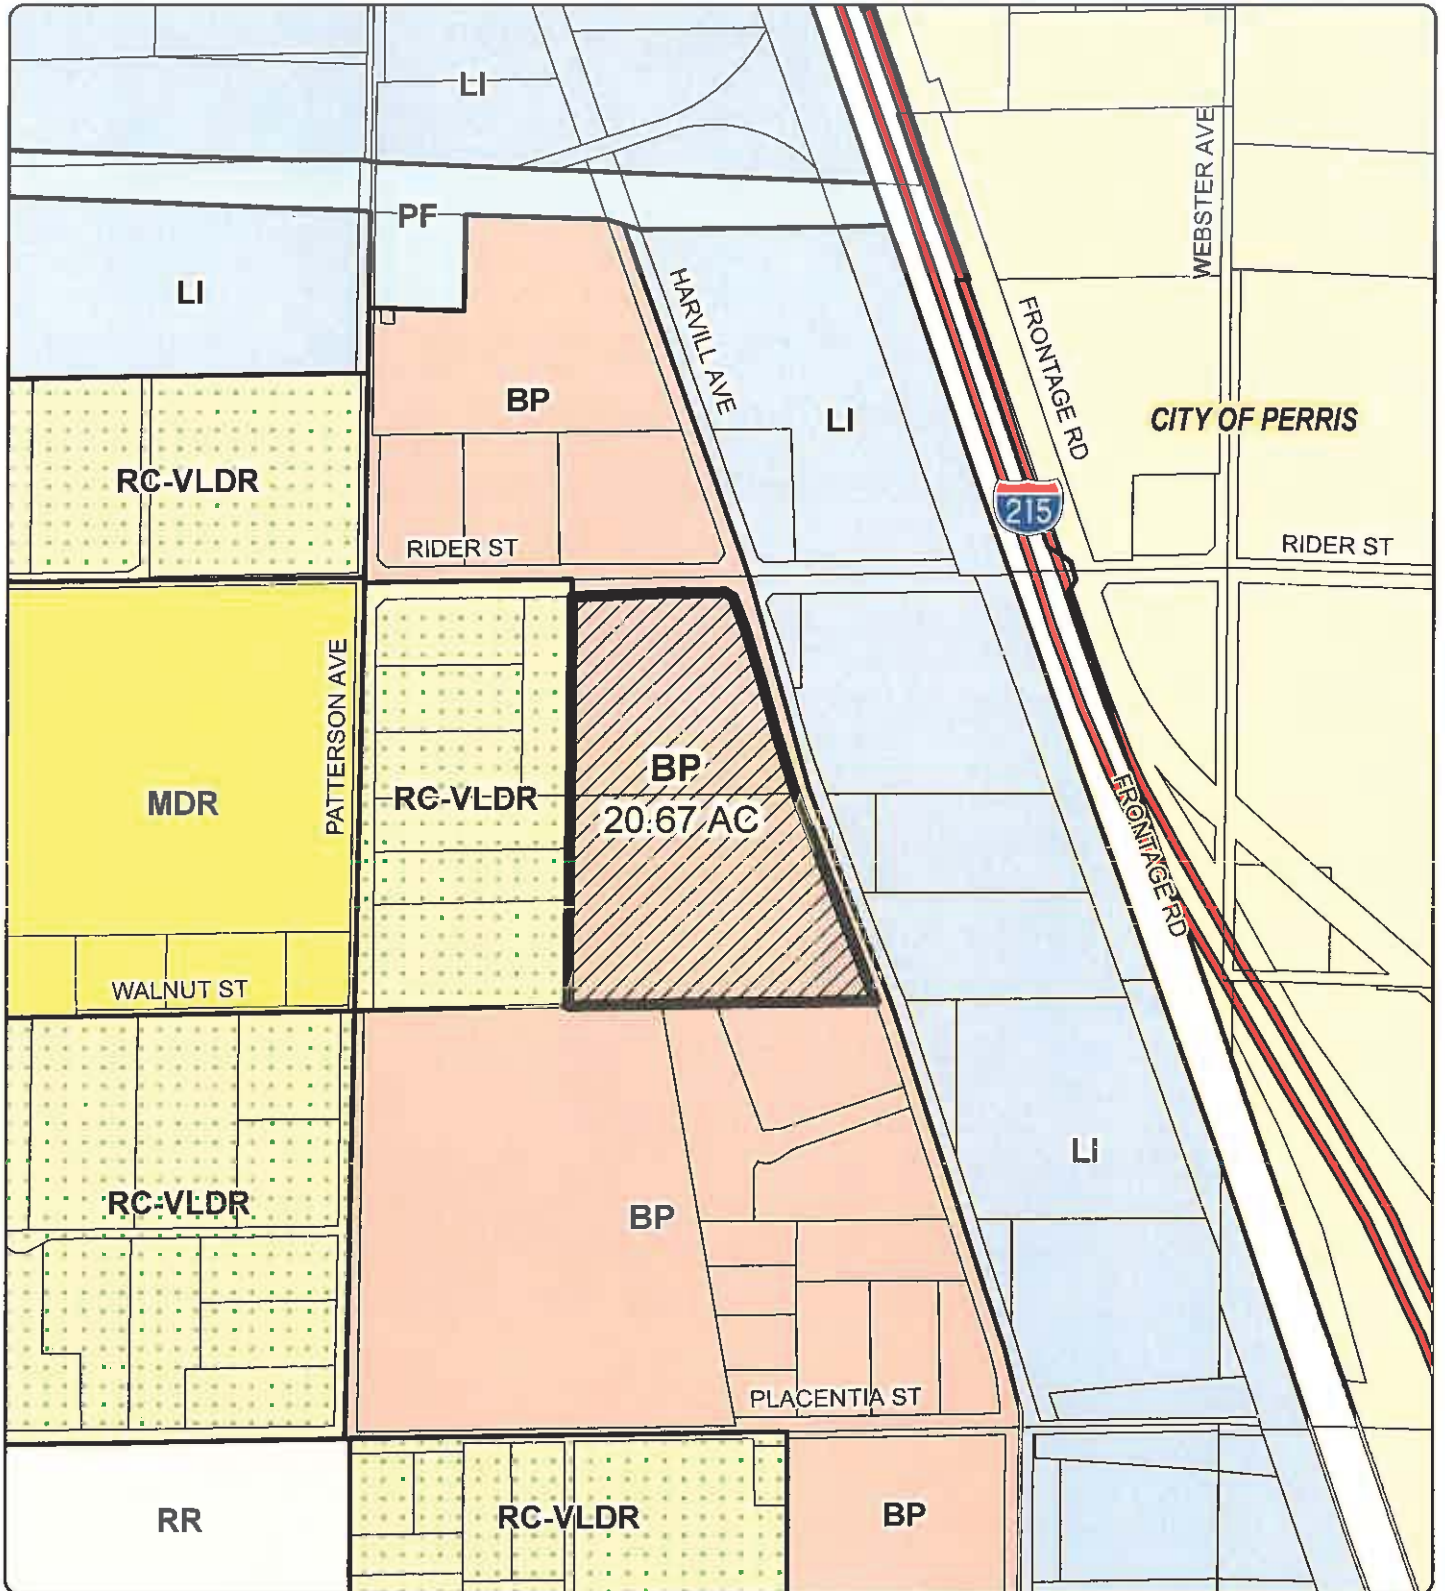 LI
WEBSTER AVE
PF
LI
HARVILL AVE
FRONTAGE RD
BP
LI
CITY OF PERRIS
RC-VLDR
215
RIDER ST
RIDER ST
PATTERSON AVE
BP
MDR
RC-VLDR
20.67 AC
FRONTAGE RD
WALNUT ST
LI
RC-VLDR
BP
PLACENTIA ST
RR
RC-VLDR
BP